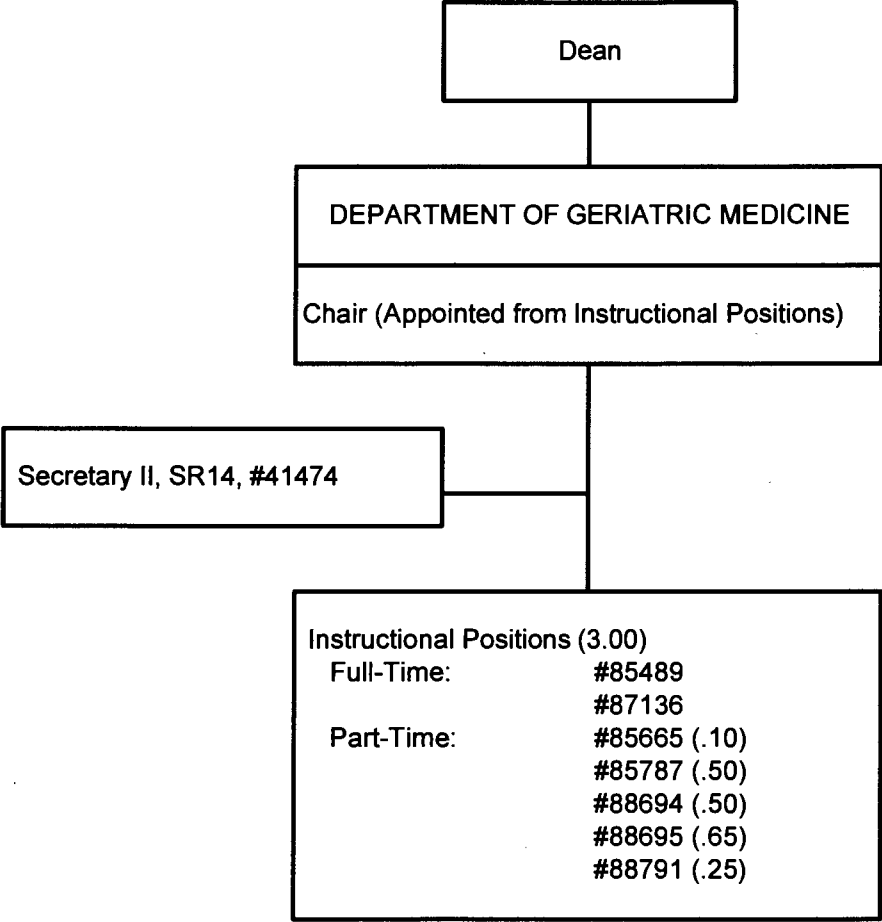 Dean
DEPARTMENT OF GERIATRIC MEDICINE
Chair (Appointed from Instructional Positions)
Secretary II, SR14, #41474
Instructional Positions (3.00)
Full-Time: #85489
#87136
Part-Time: #85665 (.10)
#85787 (.50)
#88694 (.50)
#88695 (.65)
#88791 (.25)